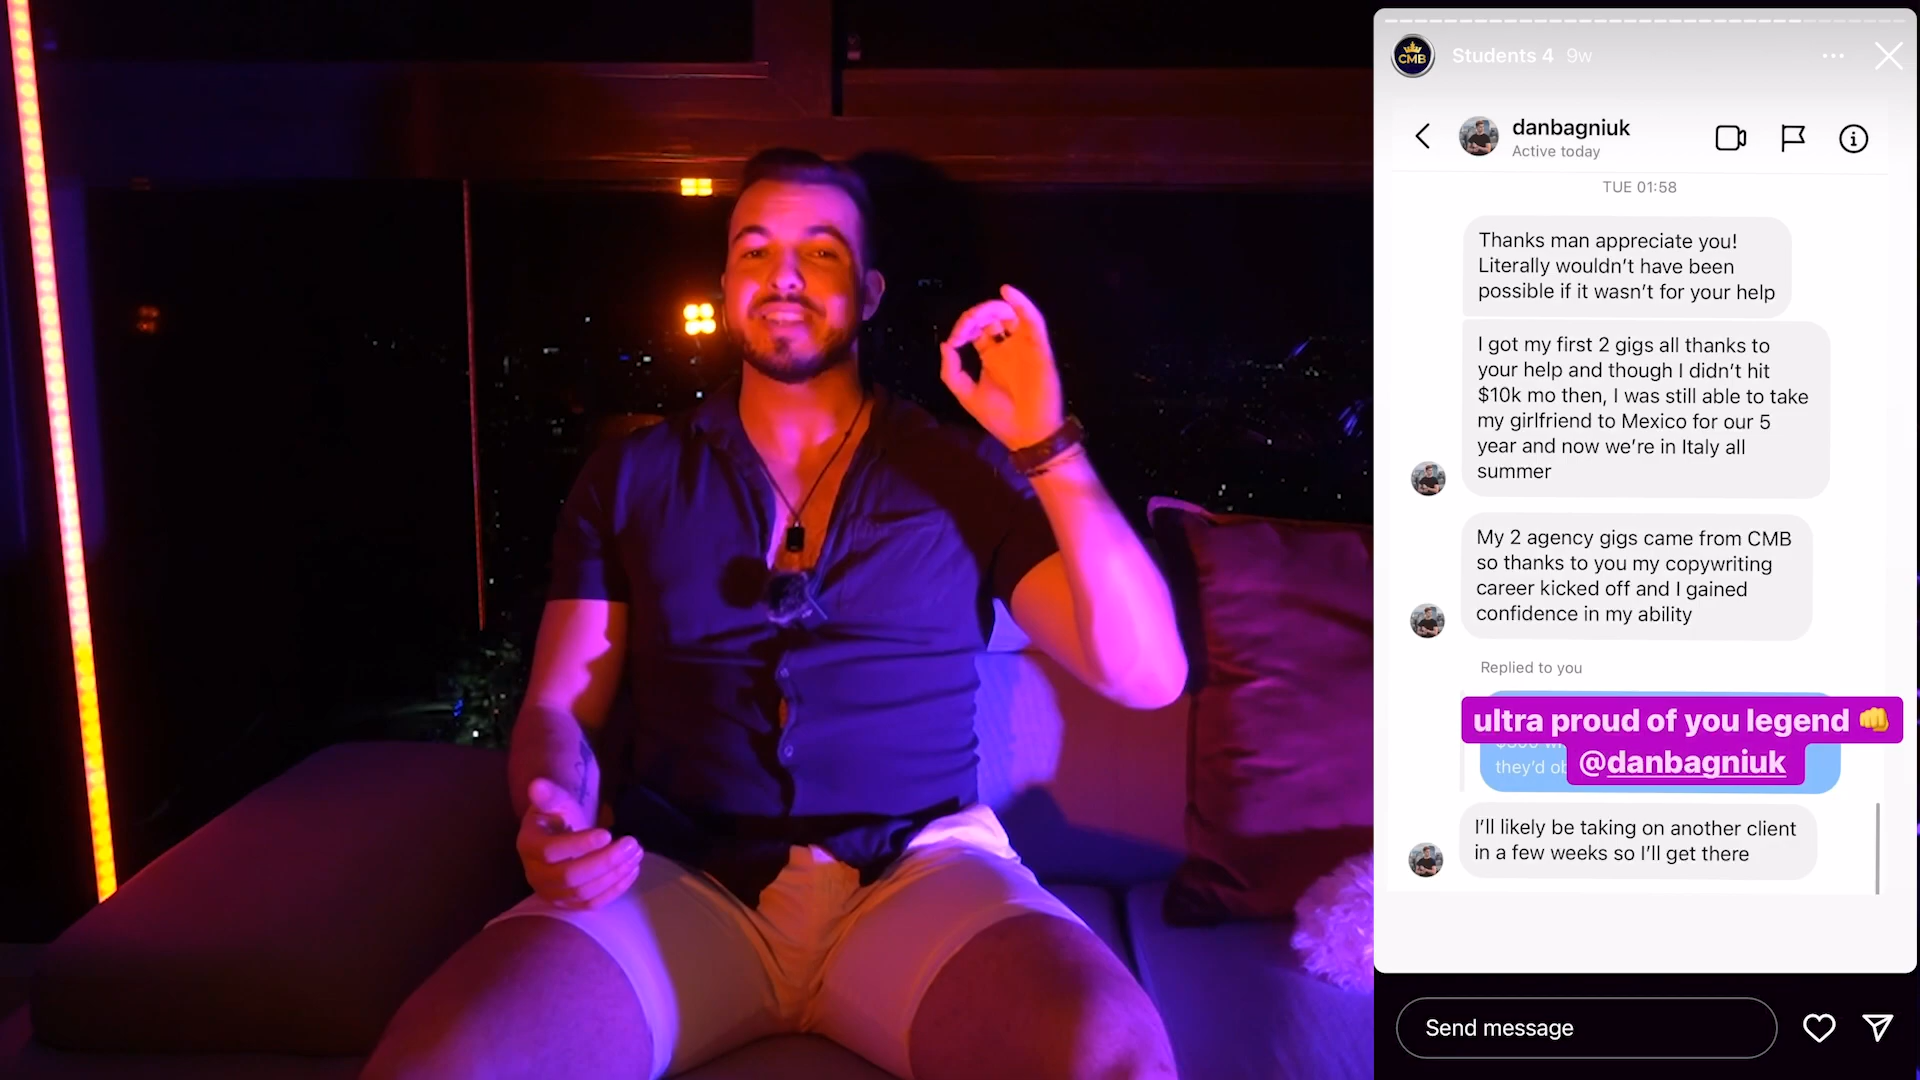 CMB
Students 4 9w
danbagniuk
Active today
TUE 01:58
Thanks man appreciate you!
Literally wouldn't have been
possible if it wasn't for your help
I got my first 2 gigs all thanks to
your help and though I didn't hit
$10k mo then, I was still able to take
my girlfriend to Mexico for our 5
year and now we're in Italy all
summer
My 2 agency gigs came from CMB
so thanks to you my copywriting
career kicked off and I gained
confidence in my ability
Replied to you
ultra proud of you legend 👊
@danbagniuk
they'd
I'll likely be taking on another client
in a few weeks so I'll get there
Send message